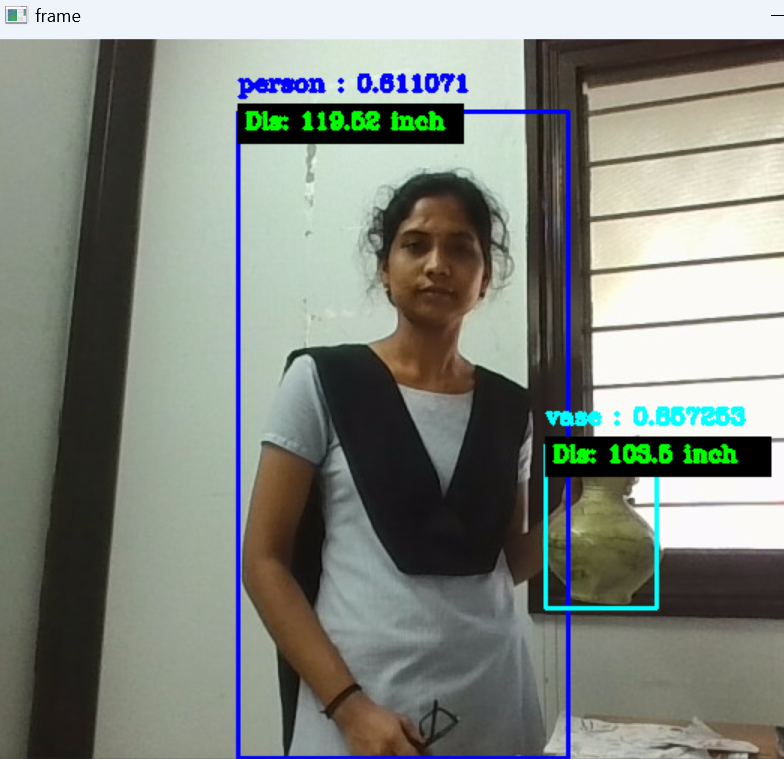 frame
person : 0.611071
Dis: 119.52 inch
vase : 0.857253
Dis: 103.5 inch